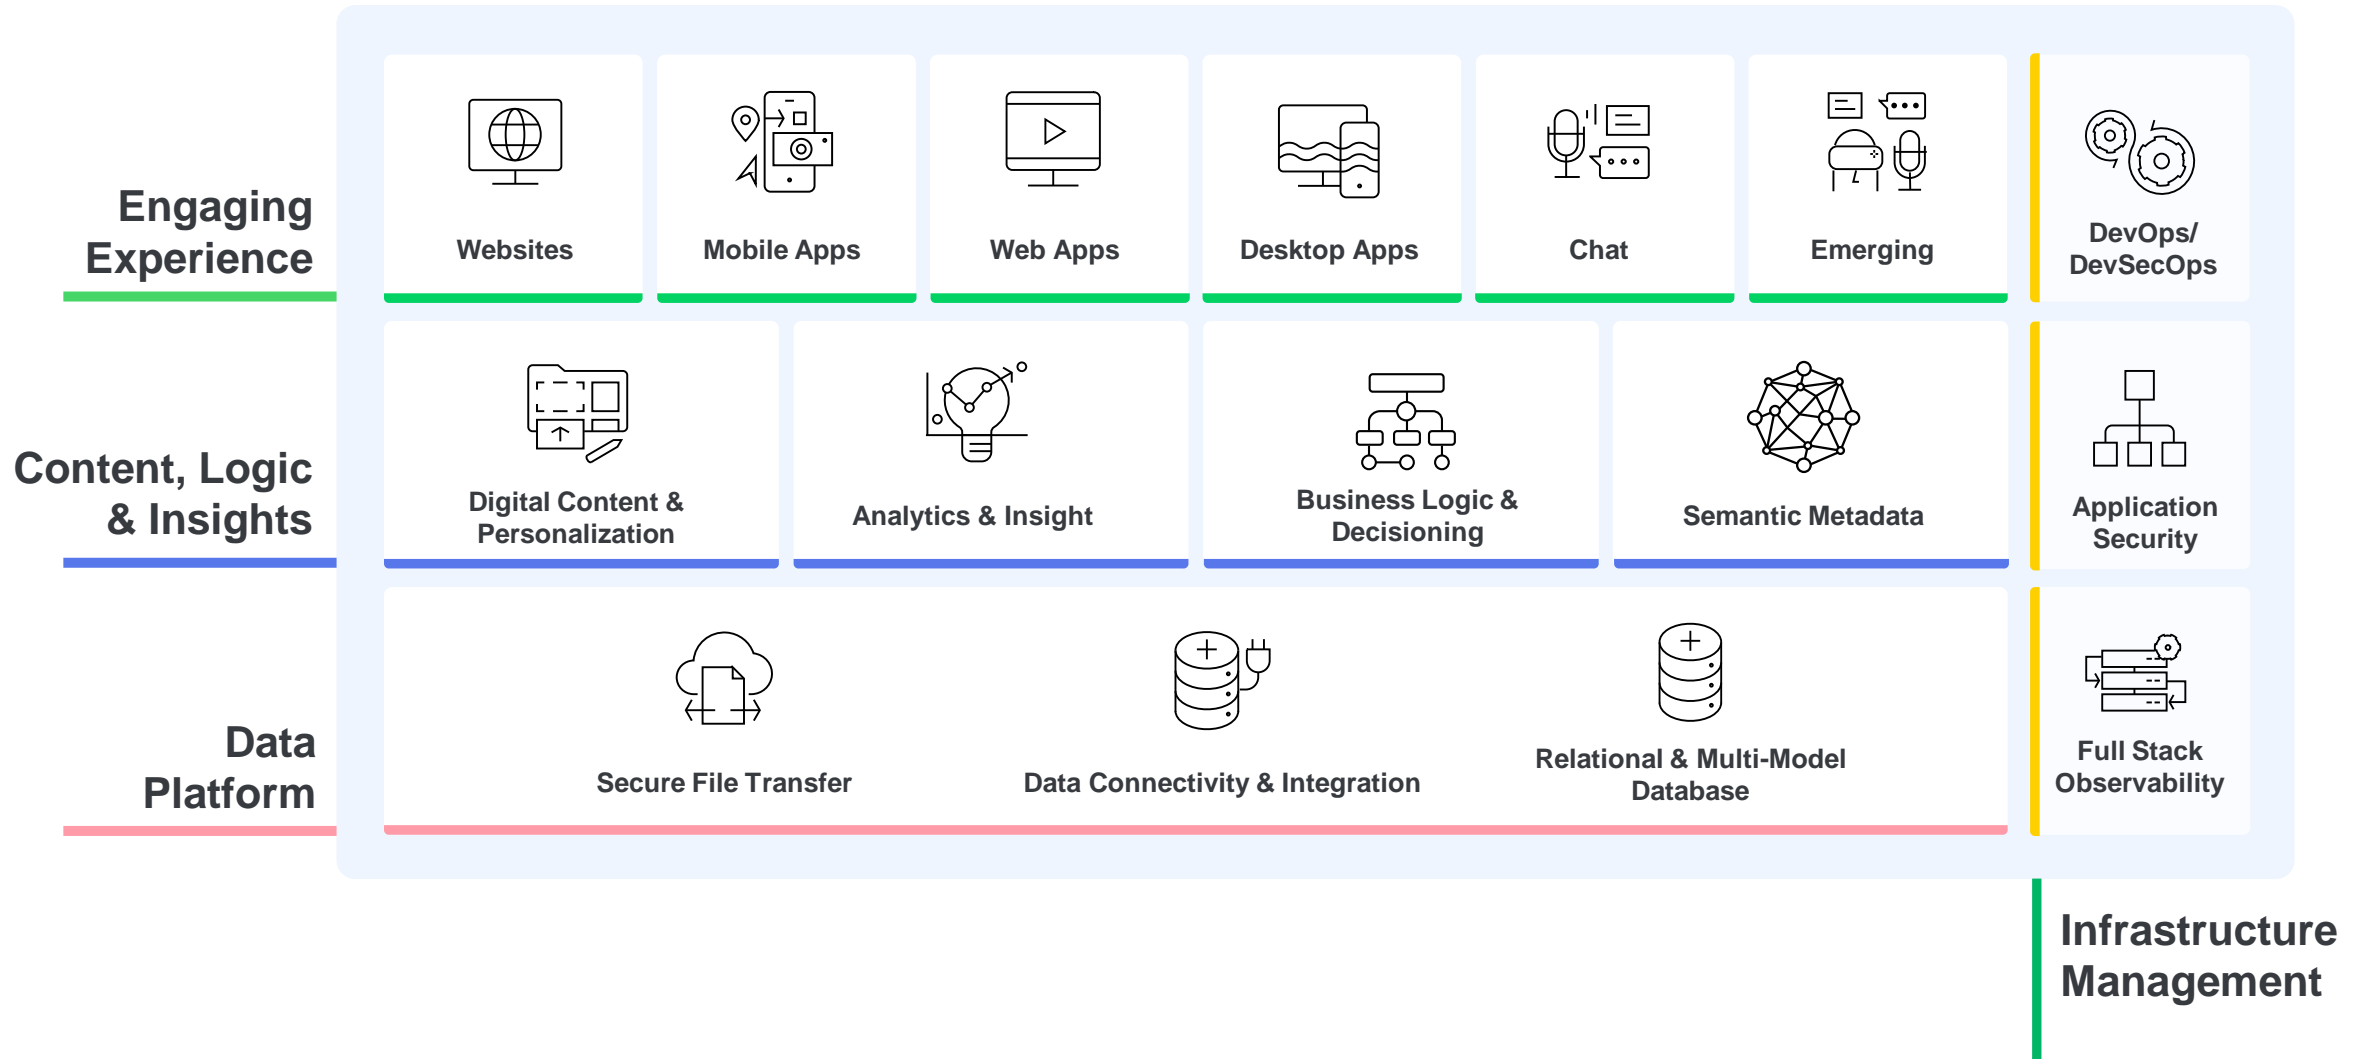 Engaging
Experience
Websites
Mobile Apps
Web Apps
Desktop Apps
Chat
Emerging
DevOps/
DevSecOps
Content, Logic
& Insights
Digital Content &
Personalization
Analytics & Insight
Business Logic &
Decisioning
Semantic Metadata
Application
Security
Data
Platform
Secure File Transfer
Data Connectivity & Integration
Relational & Multi-Model
Database
Full Stack
Observability
Infrastructure
Management